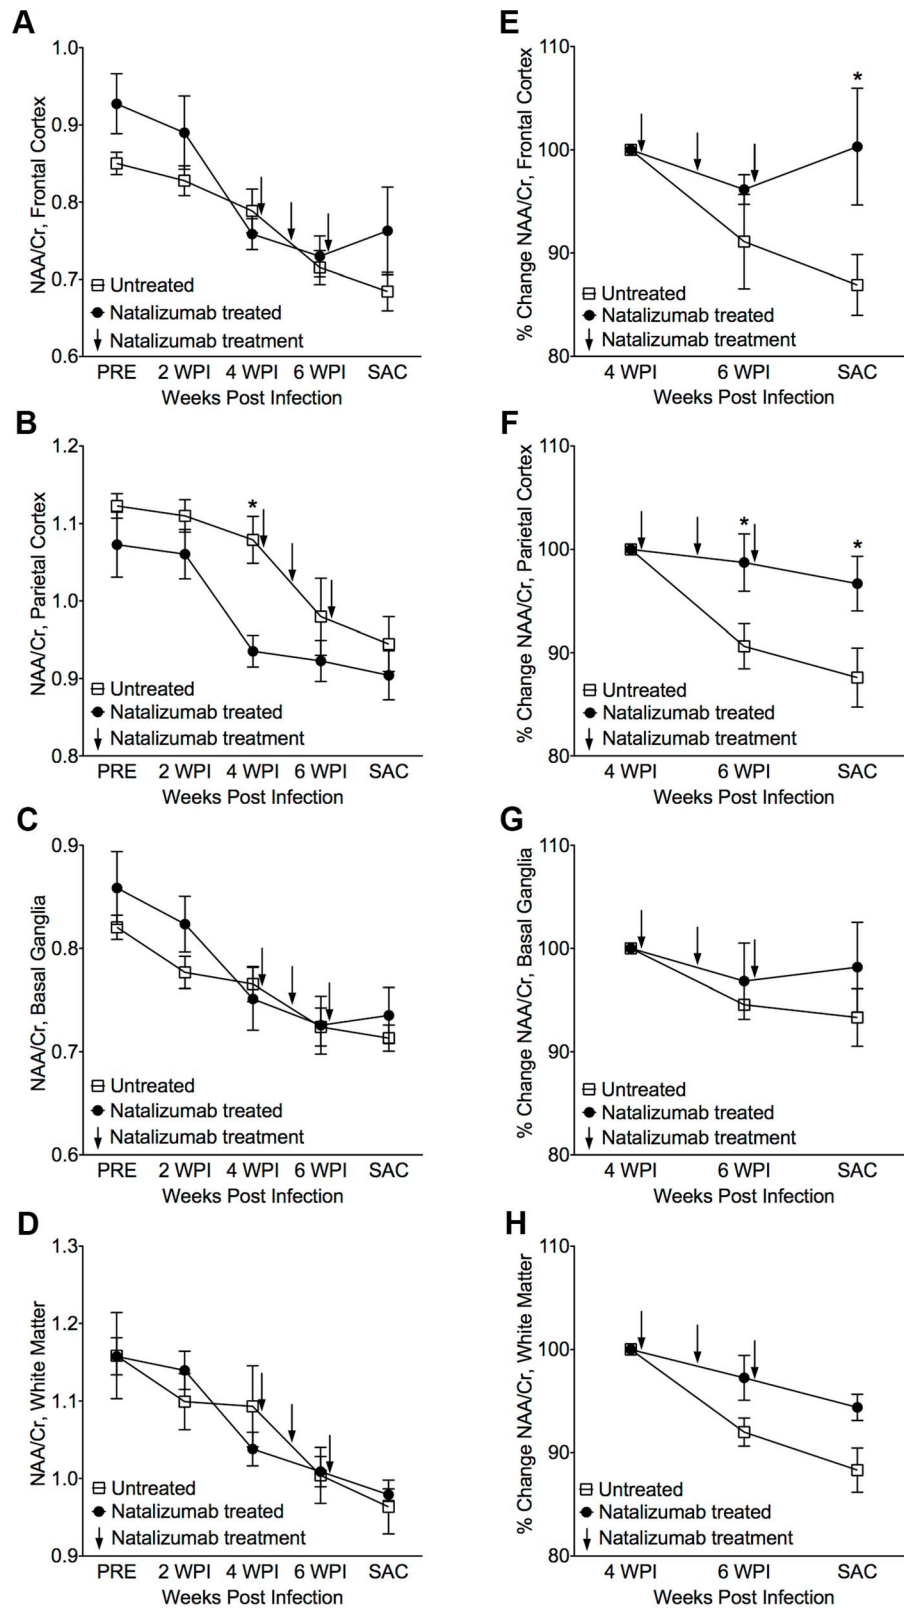 A
NAA/Cr, Frontal Cortex
1.0
0.9
0.8
0.7
0.6
Untreated
Natalizumab treated
Natalizumab treatment
PRE 2 WPI 4 WPI 6 WPI SAC
Weeks Post Infection
E
% Change NAA/Cr, Frontal Cortex
110
100
90
80
*
Untreated
Natalizumab treated
Natalizumab treatment
4 WPI 6 WPI SAC
Weeks Post Infection
B
NAA/Cr, Parietal Cortex
1.2
1.1
1.0
0.9
0.8
*
Untreated
Natalizumab treated
Natalizumab treatment
PRE 2 WPI 4 WPI 6 WPI SAC
Weeks Post Infection
F
% Change NAA/Cr, Parietal Cortex
110
100
90
80
* *
Untreated
Natalizumab treated
Natalizumab treatment
4 WPI 6 WPI SAC
Weeks Post Infection
C
NAA/Cr, Basal Ganglia
0.9
0.8
0.7
0.6
Untreated
Natalizumab treated
Natalizumab treatment
PRE 2 WPI 4 WPI 6 WPI SAC
Weeks Post Infection
G
% Change NAA/Cr, Basal Ganglia
110
100
90
80
Untreated
Natalizumab treated
Natalizumab treatment
4 WPI 6 WPI SAC
Weeks Post Infection
D
NAA/Cr, White Matter
1.3
1.2
1.1
1.0
0.9
Untreated
Natalizumab treated
Natalizumab treatment
PRE 2 WPI 4 WPI 6 WPI SAC
Weeks Post Infection
H
% Change NAA/Cr, White Matter
110
100
90
80
Untreated
Natalizumab treated
Natalizumab treatment
4 WPI 6 WPI SAC
Weeks Post Infection